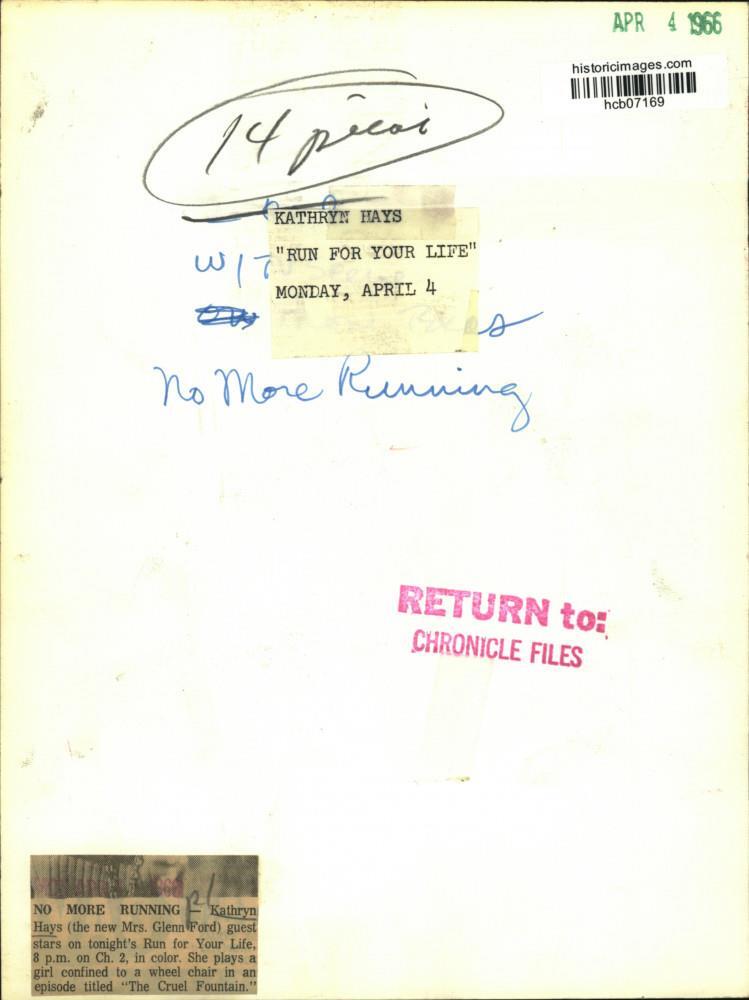 APR 4 1966
historicimages.com
hcb07169
14 picas
KATHRYN HAYS
"RUN FOR YOUR LIFE"
W/T
MONDAY, APRIL 4
No More Running
RETURN to:
CHRONICLE FILES
NO MORE RUNNING – Kathryn
Hays (the new Mrs. Glenn Ford) guest
stars on tonight's Run for Your Life,
8 p.m. on Ch. 2, in color. She plays a
girl confined to a wheel chair in an
episode titled "The Cruel Fountain."